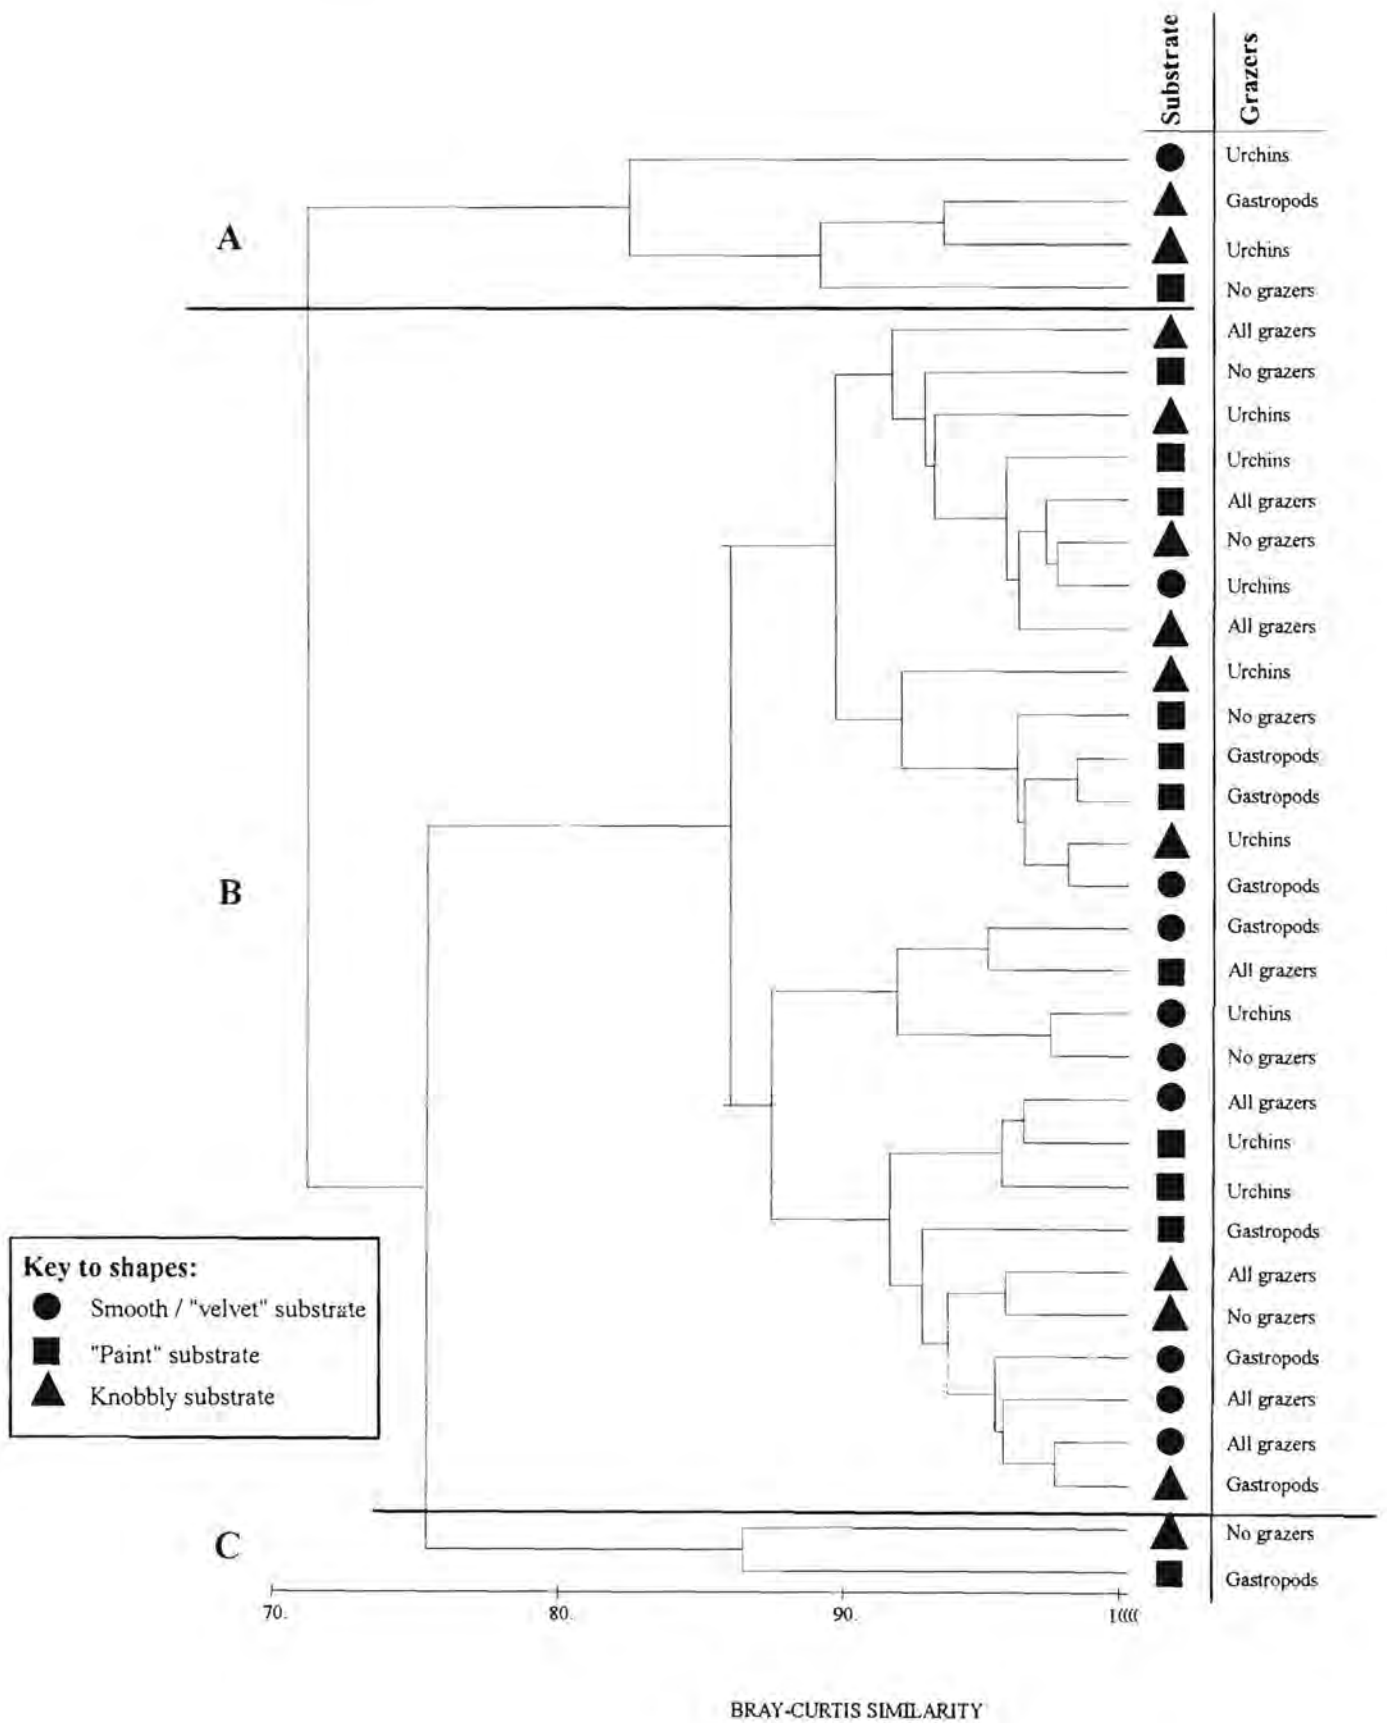 Substrate
Grazers
Urchins
Gastropods
A
Urchins
No grazers
All grazers
No grazers
Urchins
Urchins
All grazers
No grazers
Urchins
All grazers
Urchins
No grazers
Gastropods
Gastropods
Urchins
B
Gastropods
Gastropods
All grazers
Urchins
No grazers
All grazers
Urchins
Urchins
Gastropods
Key to shapes:
All grazers
Smooth / "velvet" substrate
No grazers
"Paint" substrate
Gastropods
Knobbly substrate
All grazers
All grazers
Gastropods
No grazers
C
Gastropods
70. 80. 90. 1((((
BRAY-CURTIS SIMILARITY